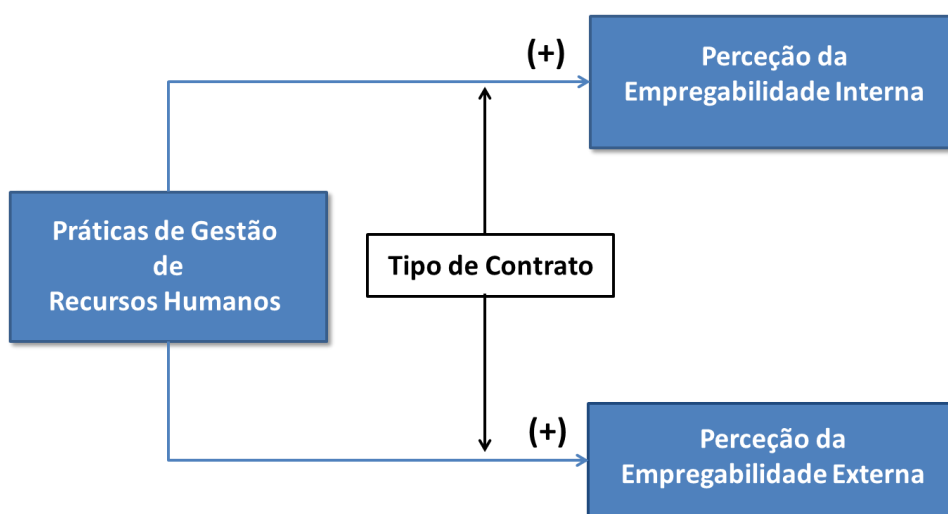 (+)
Perceção da
Empregabilidade Interna
Práticas de Gestão
de
Recursos Humanos
Tipo de Contrato
(+)
Perceção da
Empregabilidade Externa